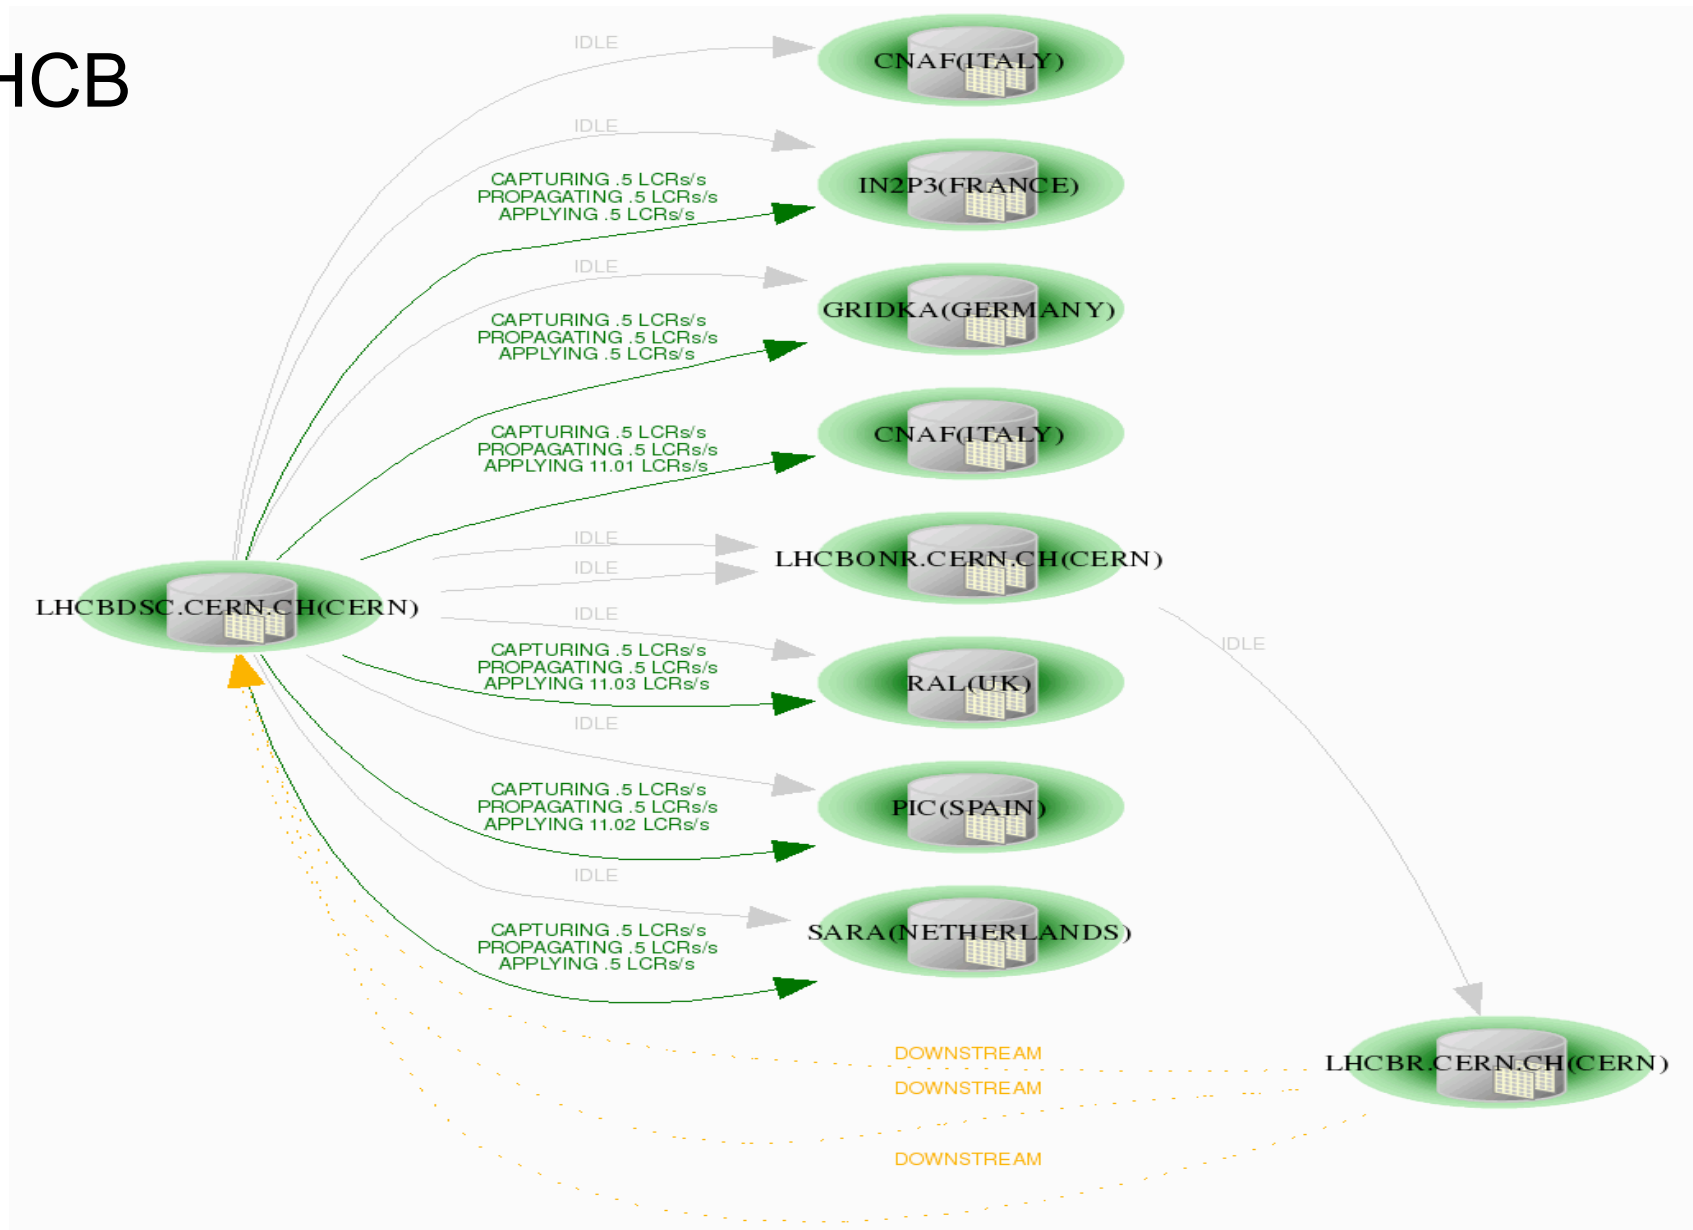 HCB
IDLE
CNAF(ITALY)
IDLE
CAPTURING .5 LCRs/s
PROPAGATING .5 LCRs/s
APPLYING .5 LCRs/s
IN2P3(FRANCE)
IDLE
CAPTURING .5 LCRs/s
PROPAGATING .5 LCRs/s
APPLYING .5 LCRs/s
GRIDKA(GERMANY)
CAPTURING .5 LCRs/s
PROPAGATING .5 LCRs/s
APPLYING 11.01 LCRs/s
CNAF(ITALY)
IDLE
IDLE
LHCBONR.CERN.CH(CERN)
LHCBDSC.CERN.CH(CERN)
IDLE
IDLE
CAPTURING .5 LCRs/s
PROPAGATING .5 LCRs/s
APPLYING 11.03 LCRs/s
RAL(UK)
IDLE
CAPTURING .5 LCRs/s
PROPAGATING .5 LCRs/s
APPLYING 11.02 LCRs/s
PIC(SPAIN)
IDLE
CAPTURING .5 LCRs/s
PROPAGATING .5 LCRs/s
APPLYING .5 LCRs/s
SARA(NETHERLANDS)
DOWNSTREAM
LHCBR.CERN.CH(CERN)
DOWNSTREAM
DOWNSTREAM